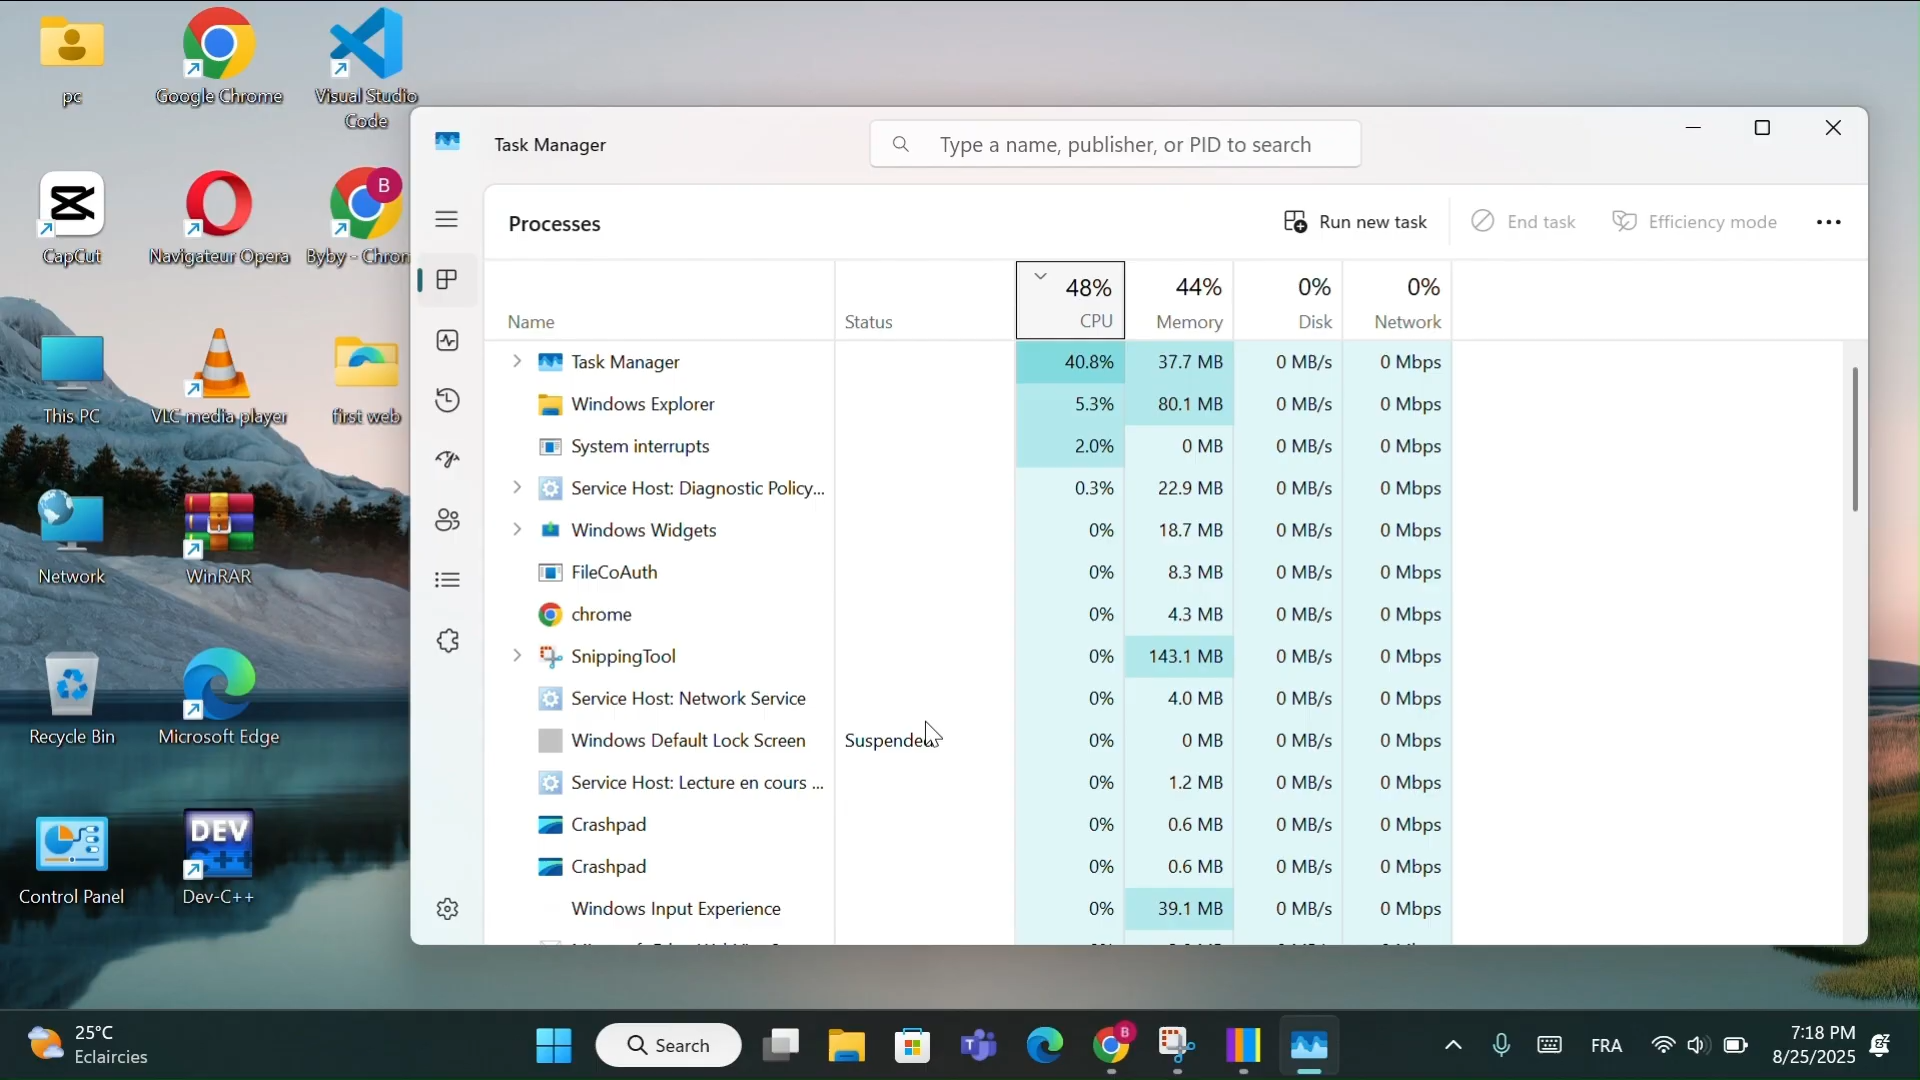 pc
Google Chrome
Visual Studio
Code
CapCut
Navigateur Opera
B
Byby - Chrom
This PC
VLC media player
first web
Network
WinRAR
Recycle Bin
Microsoft Edge
Control Panel
DEV
C++
Dev-C++
Task Manager
Type a name, publisher, or PID to search
Processes
Run new task
End task
Efficiency mode
Name
Status
48%
CPU
44%
Memory
0%
Disk
0%
Network
Task Manager 40.8% 37.7 MB 0 MB/s 0 Mbps
Windows Explorer 5.3% 80.1 MB 0 MB/s 0 Mbps
System interrupts 2.0% 0 MB 0 MB/s 0 Mbps
Service Host: Diagnostic Policy... 0.3% 22.9 MB 0 MB/s 0 Mbps
Windows Widgets 0% 18.7 MB 0 MB/s 0 Mbps
FileCoAuth 0% 8.3 MB 0 MB/s 0 Mbps
chrome 0% 4.3 MB 0 MB/s 0 Mbps
SnippingTool 0% 143.1 MB 0 MB/s 0 Mbps
Service Host: Network Service 0% 4.0 MB 0 MB/s 0 Mbps
Windows Default Lock Screen Suspended 0% 0 MB 0 MB/s 0 Mbps
Service Host: Lecture en cours ... 0% 1.2 MB 0 MB/s 0 Mbps
Crashpad 0% 0.6 MB 0 MB/s 0 Mbps
Crashpad 0% 0.6 MB 0 MB/s 0 Mbps
Windows Input Experience 0% 39.1 MB 0 MB/s 0 Mbps
25°C
Eclaircies
Search
B
FRA
7:18 PM
8/25/2025